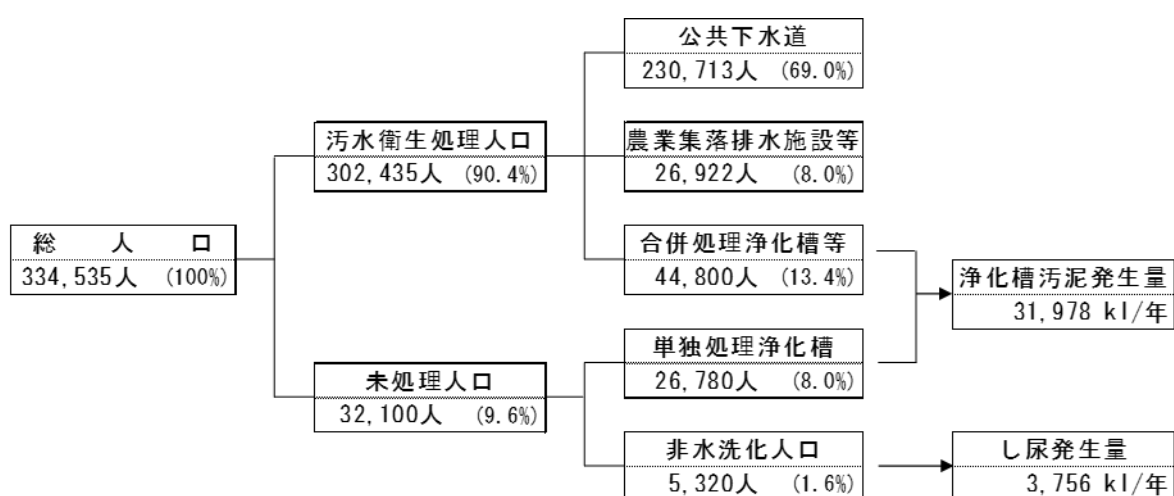 公共下水道
230,713人 (69.0%)
汚水衛生処理人口
302,435人 (90.4%)
農業集落排水施設等
26,922人 (8.0%)
総人口
334,535人 (100%)
合併処理浄化槽等
44,800人 (13.4%)
浄化槽汚泥発生量
31,978 kl/年
未処理人口
32,100人 (9.6%)
単独処理浄化槽
26,780人 (8.0%)
非水洗化人口
5,320人 (1.6%)
し尿発生量
3,756 kl/年